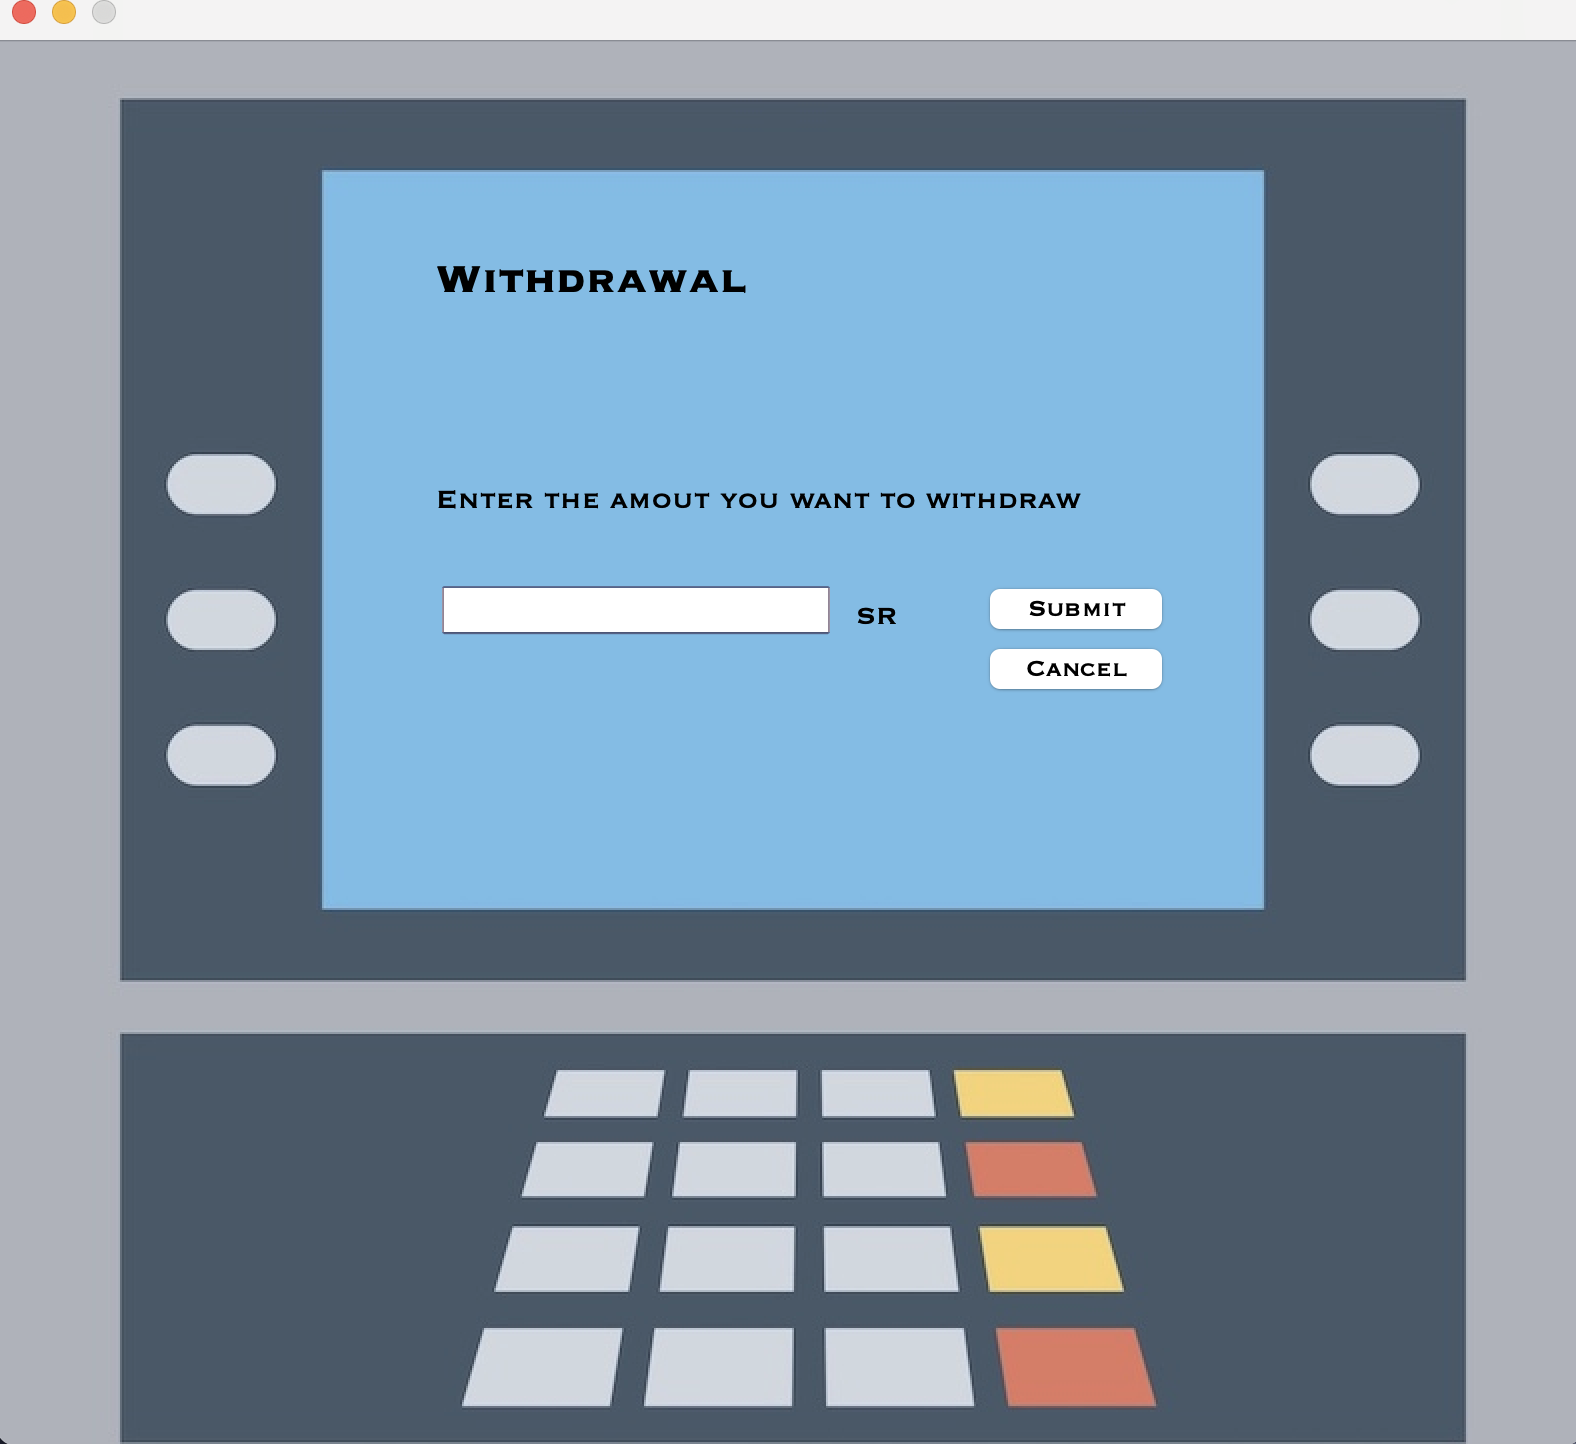 Withdrawal
Enter the amout you want to withdraw
SR
Submit
Cancel